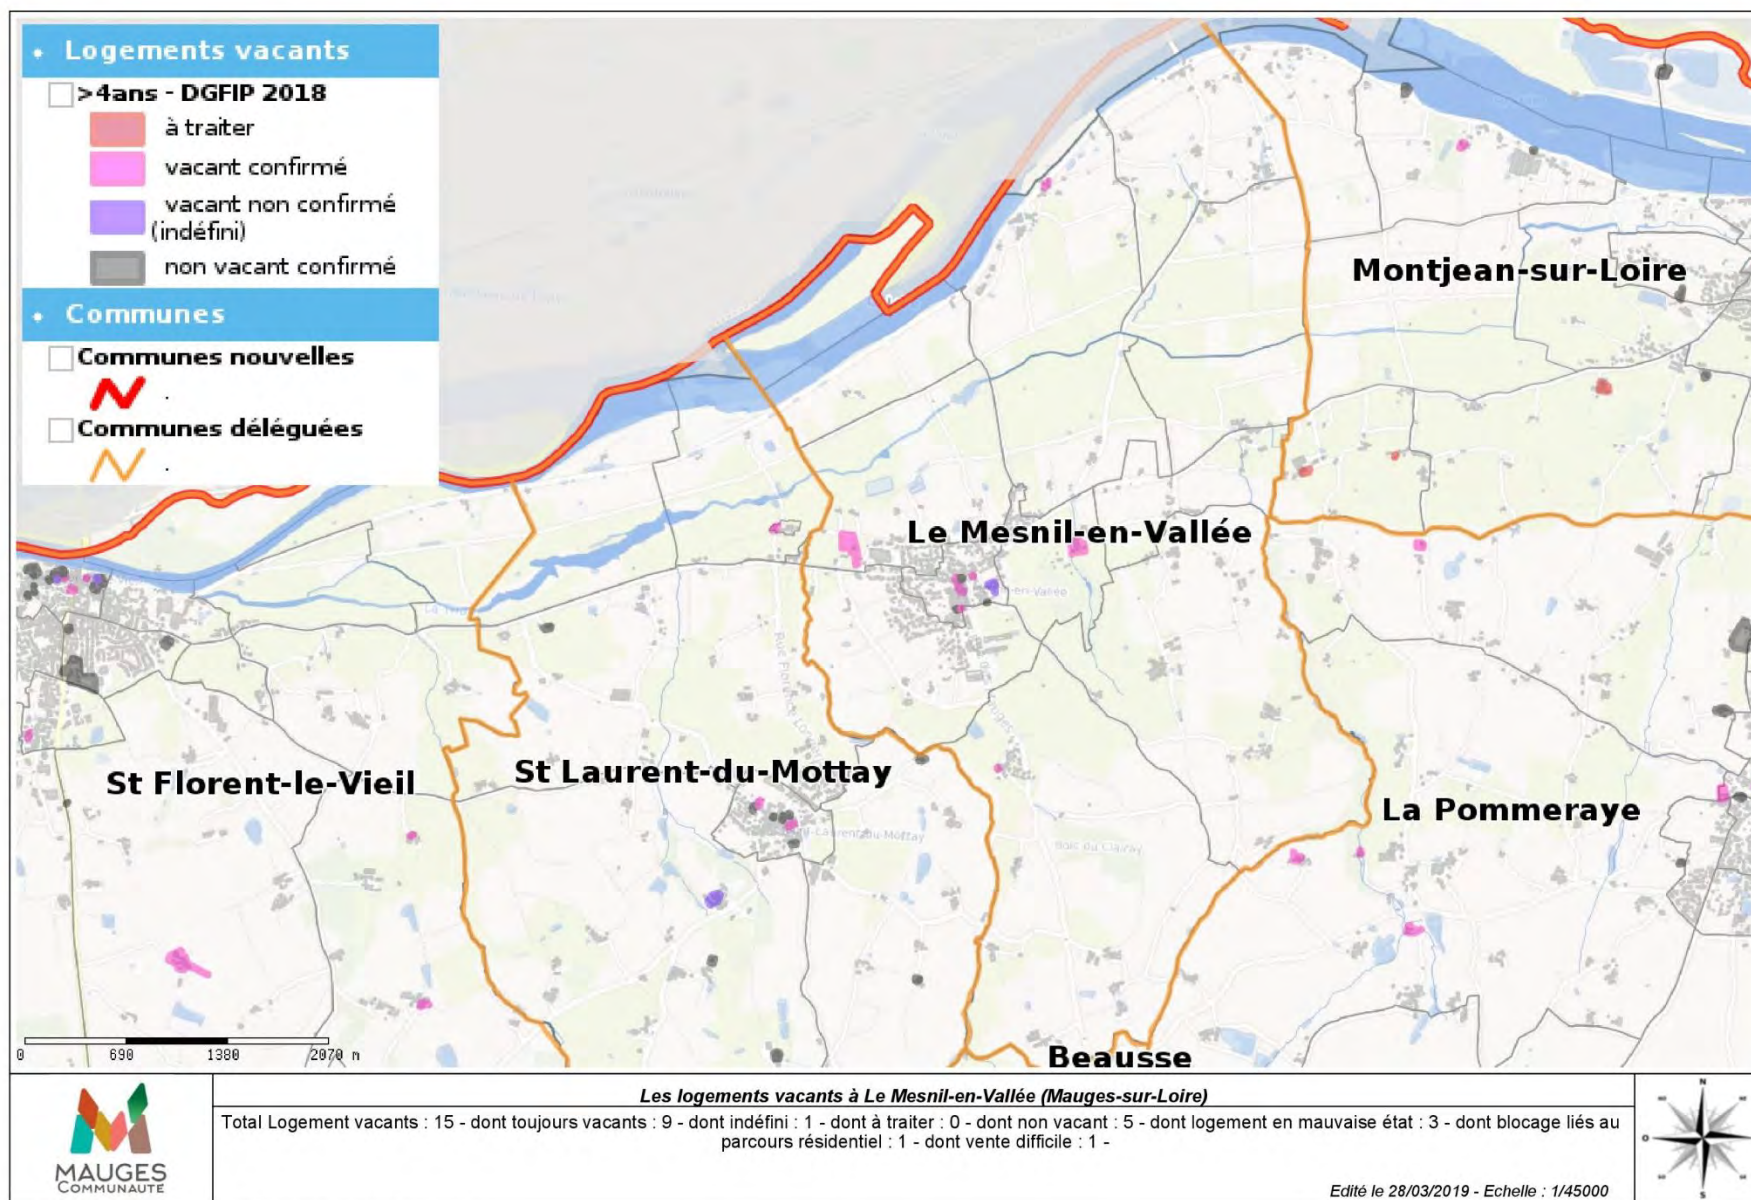 Logements vacants
>4ans - DGFIP 2018
à traiter
vacant confirmé
vacant non confirmé
(indéfini)
non vacant confirmé
Communes
Communes nouvelles
.
Communes déléguées
.
Montjean-sur-Loire
Le Mesnil-en-Vallée
en-Vallée
St Florent-le-Vieil
St Laurent-du-Mottay
La Pommeraye
Bois du Clairay
Beausse
0 690 1380 2070 m
MAUGES
COMMUNAUTÉ
Les logements vacants à Le Mesnil-en-Vallée (Mauges-sur-Loire)
Total Logement vacants : 15 - dont toujours vacants : 9 - dont indéfini : 1 - dont à traiter : 0 - dont non vacant : 5 - dont logement en mauvaise état : 3 - dont blocage liés au
parcours résidentiel : 1 - dont vente difficile : 1 -
Edité le 28/03/2019 - Echelle : 1/45000
N
O
S